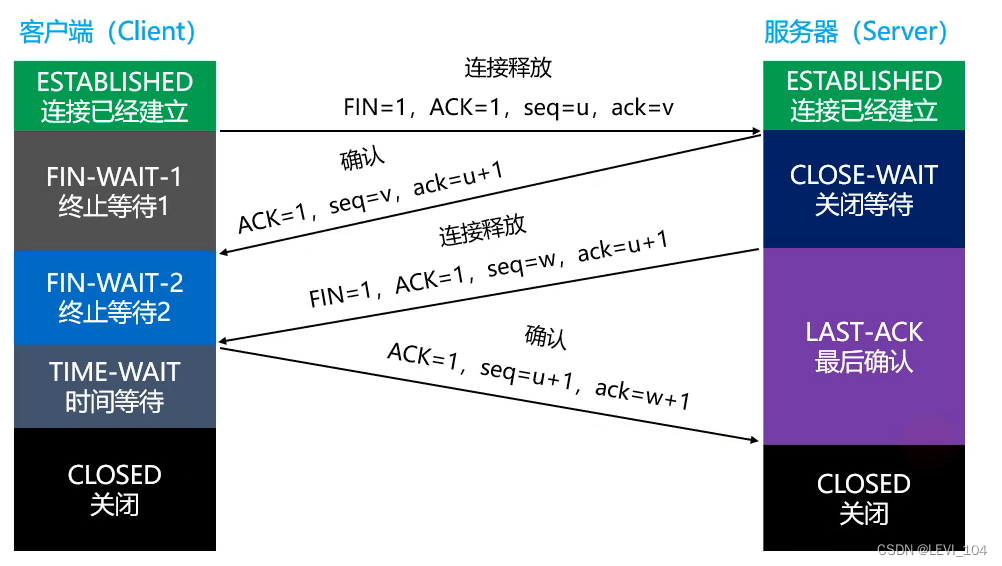 客户端（Client）
服务器（Server）
ESTABLISHED
连接已经建立
连接释放
FIN=1，ACK=1，seq=u，ack=v
ESTABLISHED
连接已经建立
FIN-WAIT-1
终止等待1
确认
ACK=1，seq=v，ack=u+1
CLOSE-WAIT
关闭等待
连接释放
FIN=1，ACK=1，seq=w，ack=u+1
FIN-WAIT-2
终止等待2
确认
ACK=1，seq=u+1，ack=w+1
LAST-ACK
最后确认
TIME-WAIT
时间等待
CLOSED
关闭
CLOSED
关闭
CSDN @LEVI_104